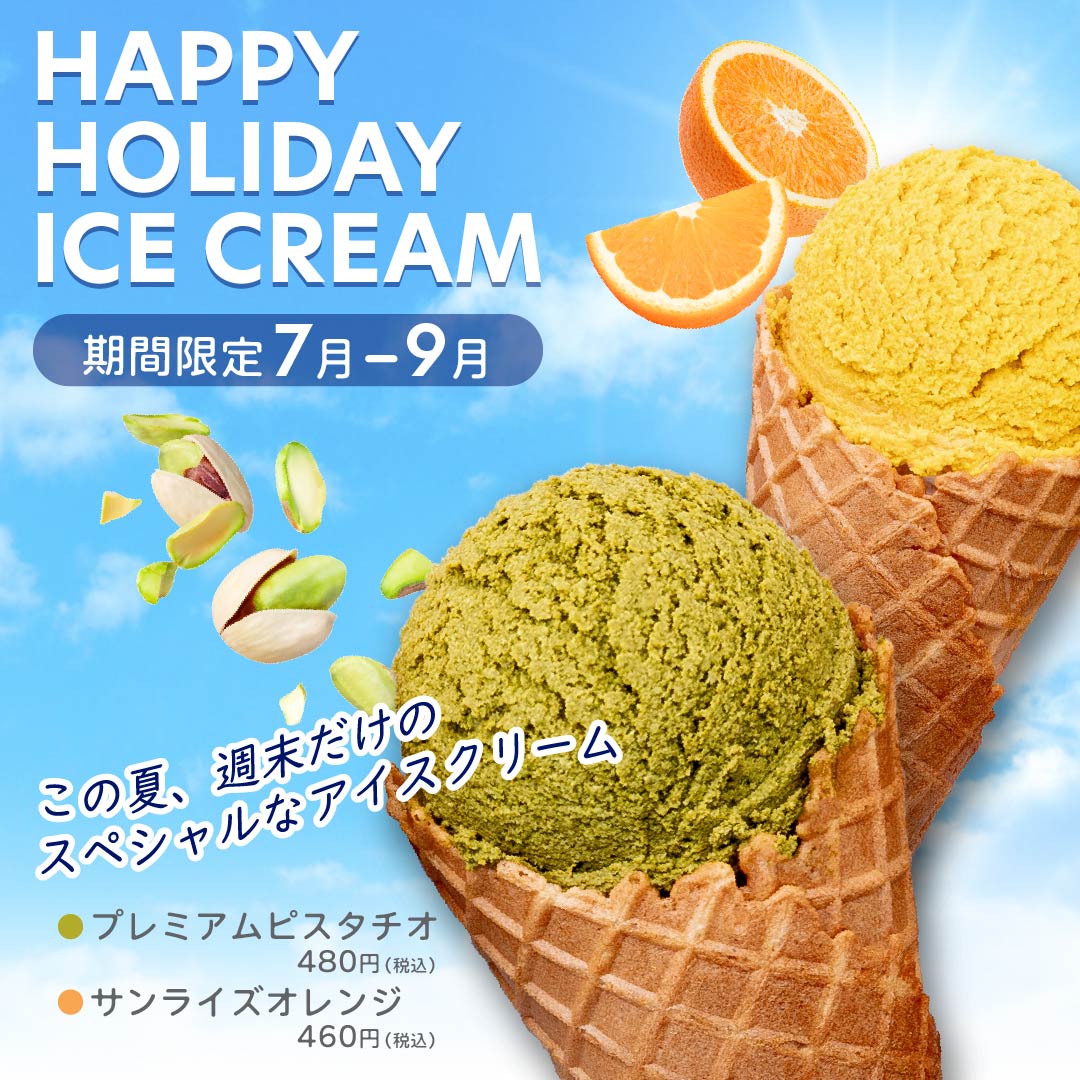 HAPPY
HOLIDAY
ICE CREAM
期間限定 7月–9月
この夏、週末だけの
スペシャルなアイスクリーム
プレミアムピスタチオ
480円(税込)
サンライズオレンジ
460円(税込)